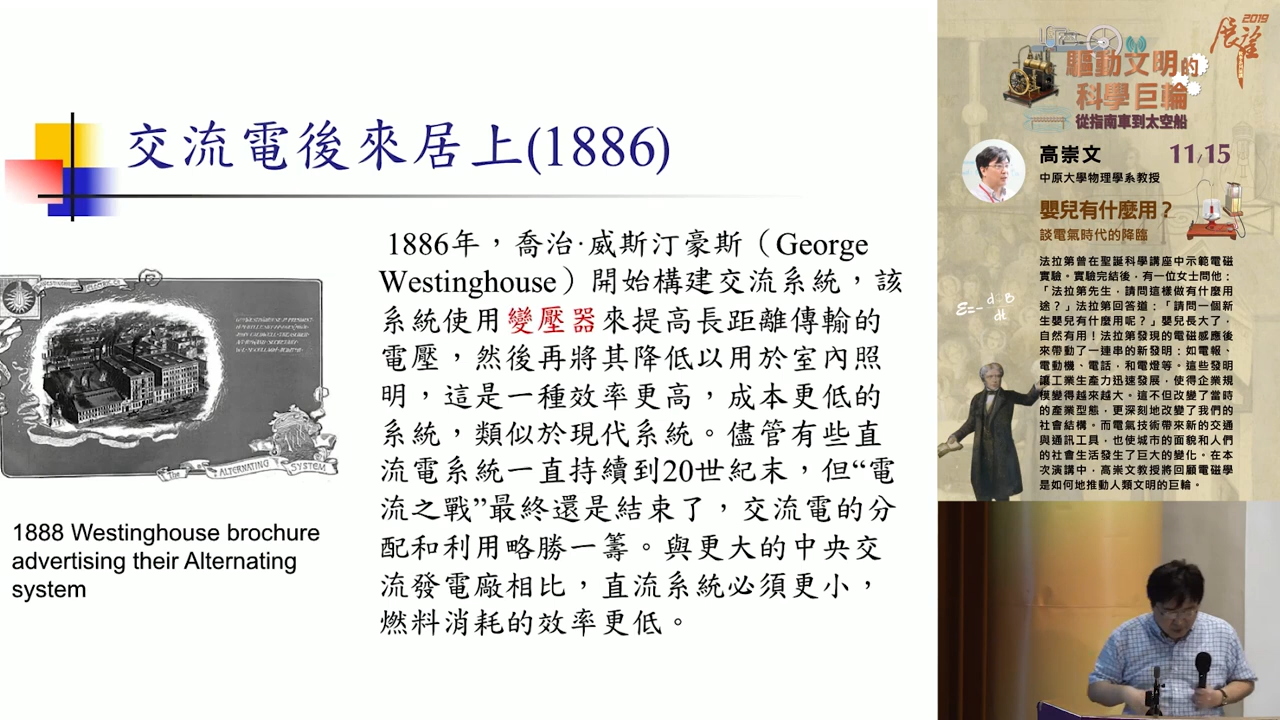 交流電後來居上(1886)
1886年，喬治·威斯汀豪斯（George
Westinghouse）開始構建交流系統，該
系統使用變壓器來提高長距離傳輸的
電壓，然後再將其降低以用於室內照
明，這是一種效率更高，成本更低的
系統，類似於現代系統。儘管有些直
流電系統一直持續到20世紀末，但“電
流之戰”最終還是結束了，交流電的分
配和利用略勝一籌。與更大的中央交
流發電廠相比，直流系統必須更小，
燃料消耗的效率更低。
The ALTERNATING SYSTEM
1888 Westinghouse brochure
advertising their Alternating
system
2019
展望
驅動文明的
科學巨輪
從指南車到太空船
高崇文 11/15
中原大學物理學系教授
嬰兒有什麼用？
談電氣時代的降臨
法拉第曾在聖誕科學講座中示範電磁
實驗。實驗完結後，有一位女士問他：
「法拉第先生，請問這樣做有什麼用
途？」法拉第回答道：「請問一個新
生嬰兒有什麼用呢？」嬰兒長大了，
自然有用！法拉第發現的電磁感應後
來帶動了一連串的新發明：如電報、
電動機、電話，和電燈等。這些發明
讓工業生產力迅速發展，使得企業規
模變得越來越大。這不但改變了當時
的產業型態，更深刻地改變了我們的
社會結構。而電氣技術帶來新的交通
與通訊工具，也使城市的面貌和人們
的社會生活發生了巨大的變化。在本
次演講中，高崇文教授將回顧電磁學
是如何地推動人類文明的巨輪。